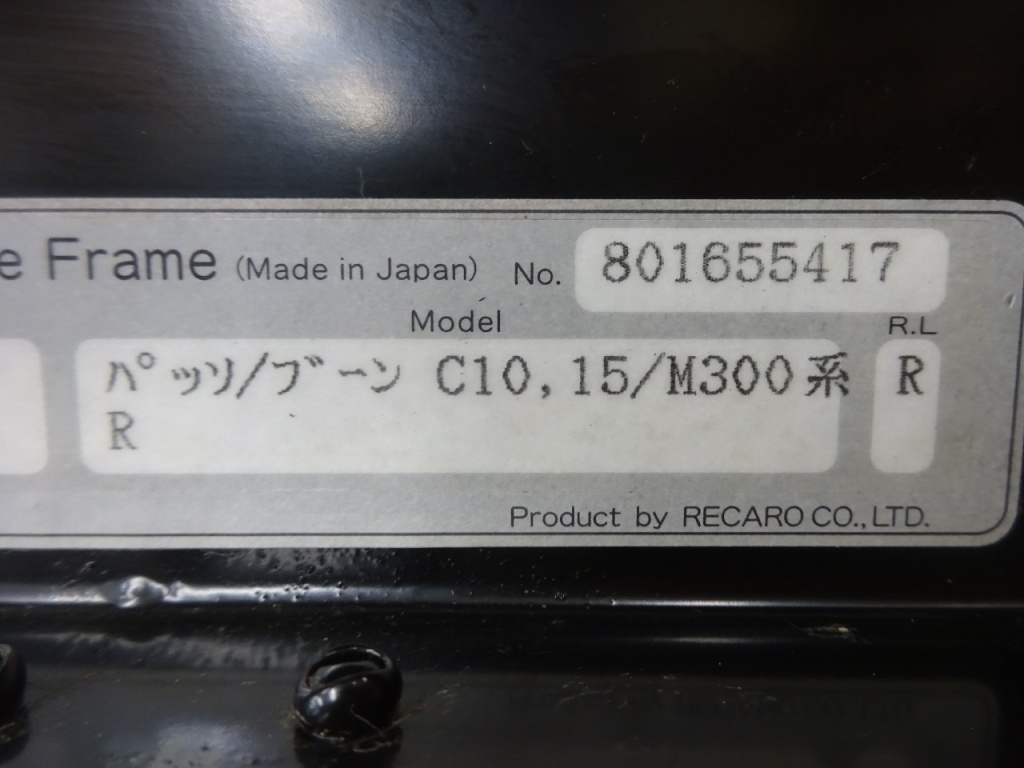 e Frame (Made in Japan) No. 801655417
Model R.L
パッソ/ブーン C10,15/M300系 R
R
Product by RECARO CO.,LTD.